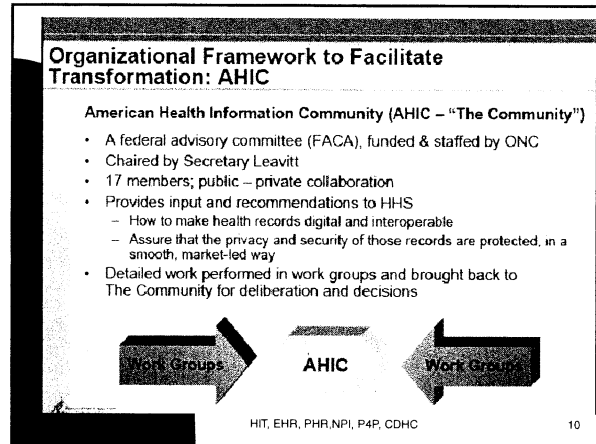 Organizational Framework to Facilitate
Transformation: AHIC
American Health Information Community (AHIC – “The Community”)
• A federal advisory committee (FACA), funded & staffed by ONC
• Chaired by Secretary Leavitt
• 17 members; public – private collaboration
• Provides input and recommendations to HHS
– How to make health records digital and interoperable
– Assure that the privacy and security of those records are protected, in a
smooth, market-led way
• Detailed work performed in work groups and brought back to
The Community for deliberation and decisions
Work Groups AHIC Work Groups
HIT, EHR, PHR,NPI, P4P, CDHC 10